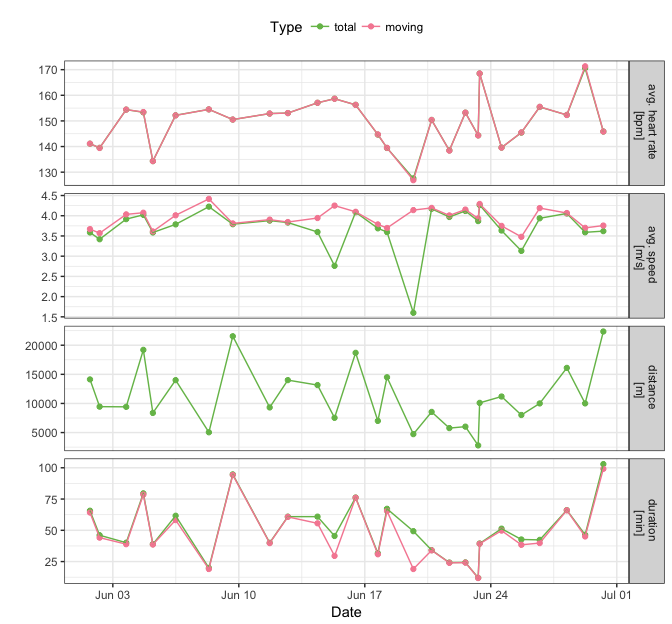 Type total moving
170
160
150
140
130
avg. heart rate
[bpm]
4.5
4.0
3.5
3.0
2.5
2.0
1.5
avg. speed
[m/s]
20000
15000
10000
5000
distance
[m]
100
75
50
25
duration
[min]
Jun 03 Jun 10 Jun 17 Jun 24 Jul 01
Date